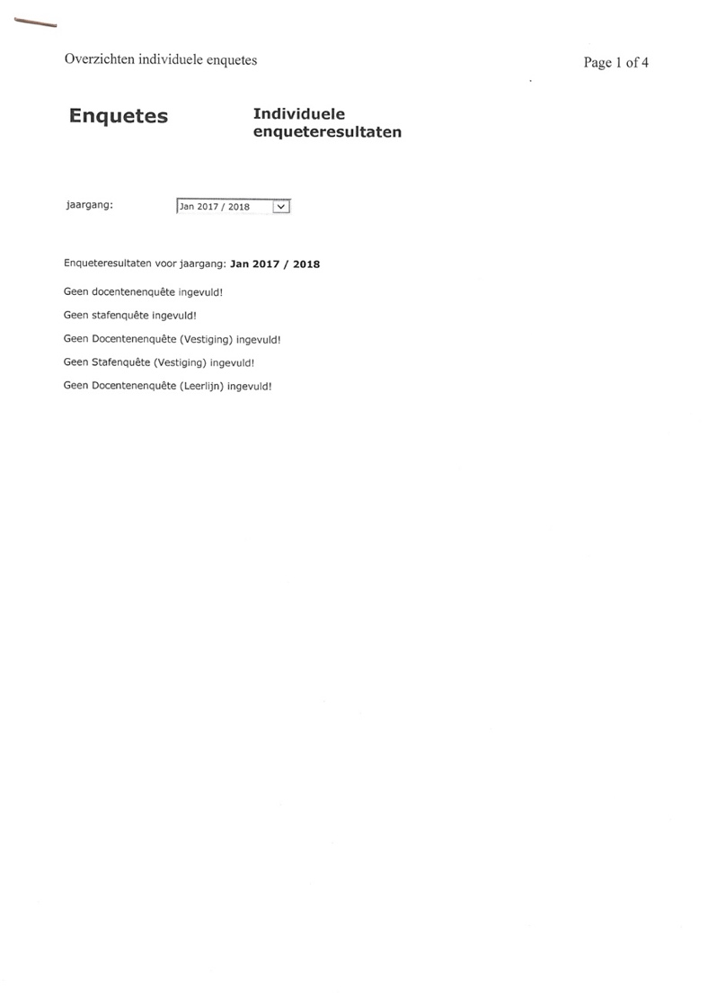 Overzichten individuele enquetes
Page 1 of 4
Enquetes
Individuele
enqueteresultaten
jaargang:
Jan 2017 / 2018
Enqueteresultaten voor jaargang: Jan 2017 / 2018
Geen docentenenquête ingevuld!
Geen stafenquête ingevuld!
Geen Docentenenquête (Vestiging) ingevuld!
Geen Stafenquête (Vestiging) ingevuld!
Geen Docentenenquête (Leerlijn) ingevuld!